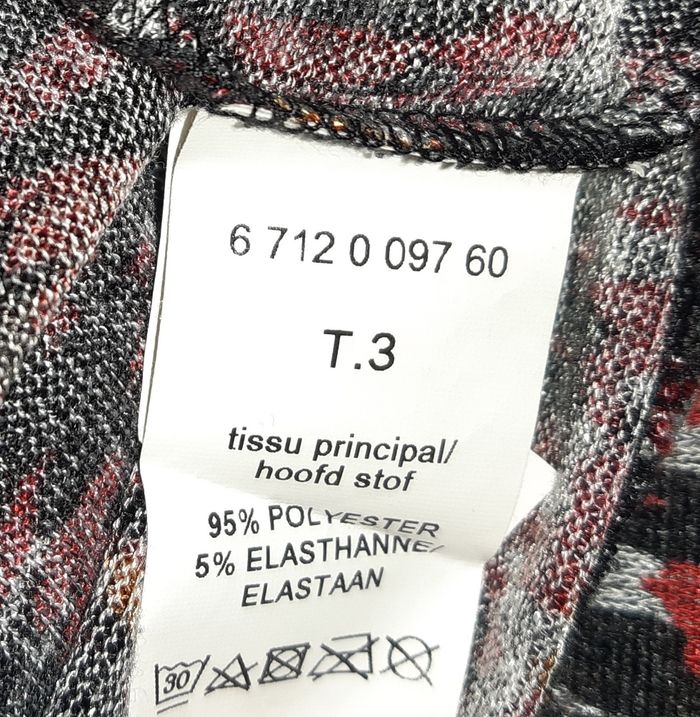 6 712 0 097 60
T.3
tissu principal/
hoofd stof
95% POLYESTER
5% ELASTHANNE/
ELASTAAN
30